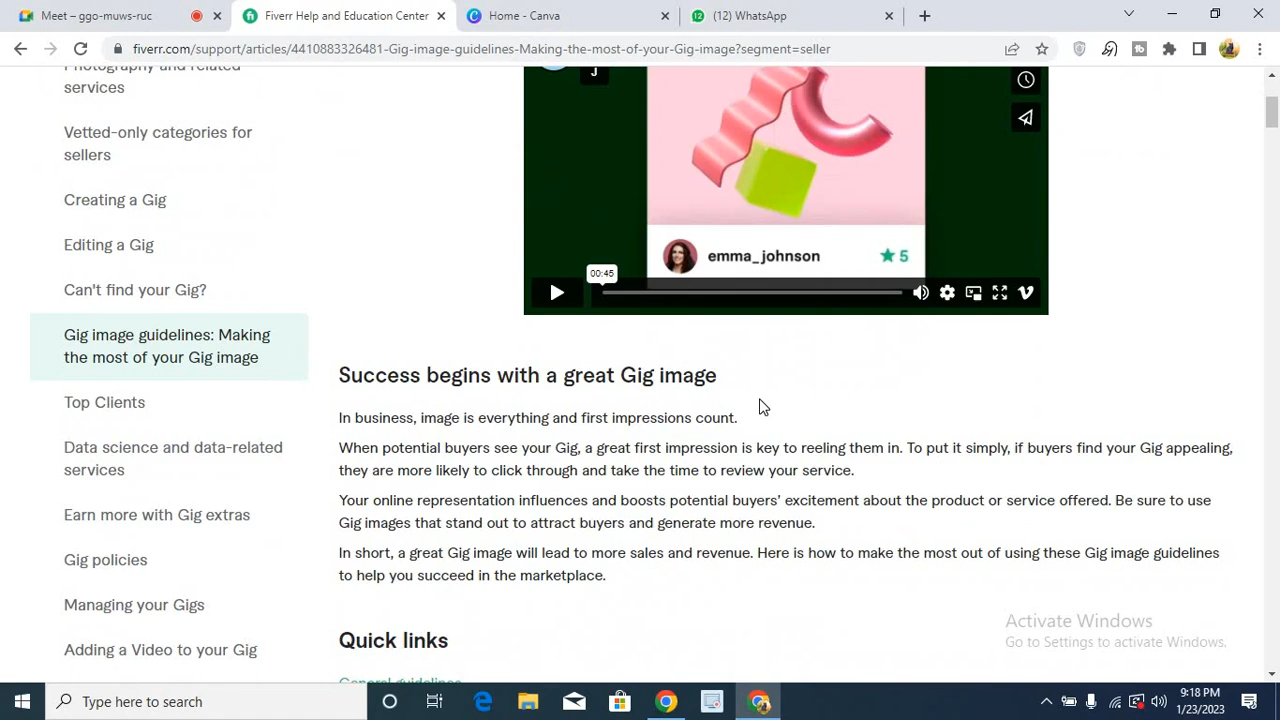 Meet – ggo-muws-ruc
Fiverr Help and Education Center
Home - Canva
(12) WhatsApp
fiverr.com/support/articles/4410883326481-Gig-image-guidelines-Making-the-most-of-your-Gig-image?segment=seller
Photography and related
services
Vetted-only categories for
sellers
Creating a Gig
Editing a Gig
Can't find your Gig?
Gig image guidelines: Making
the most of your Gig image
Top Clients
Data science and data-related
services
Earn more with Gig extras
Gig policies
Managing your Gigs
Adding a Video to your Gig
J
emma_johnson
5
00:45
Success begins with a great Gig image
In business, image is everything and first impressions count.
When potential buyers see your Gig, a great first impression is key to reeling them in. To put it simply, if buyers find your Gig appealing,
they are more likely to click through and take the time to review your service.
Your online representation influences and boosts potential buyers’ excitement about the product or service offered. Be sure to use
Gig images that stand out to attract buyers and generate more revenue.
In short, a great Gig image will lead to more sales and revenue. Here is how to make the most out of using these Gig image guidelines
to help you succeed in the marketplace.
Quick links
General guidelines
Activate Windows
Go to Settings to activate Windows.
Type here to search
9:18 PM
1/23/2023